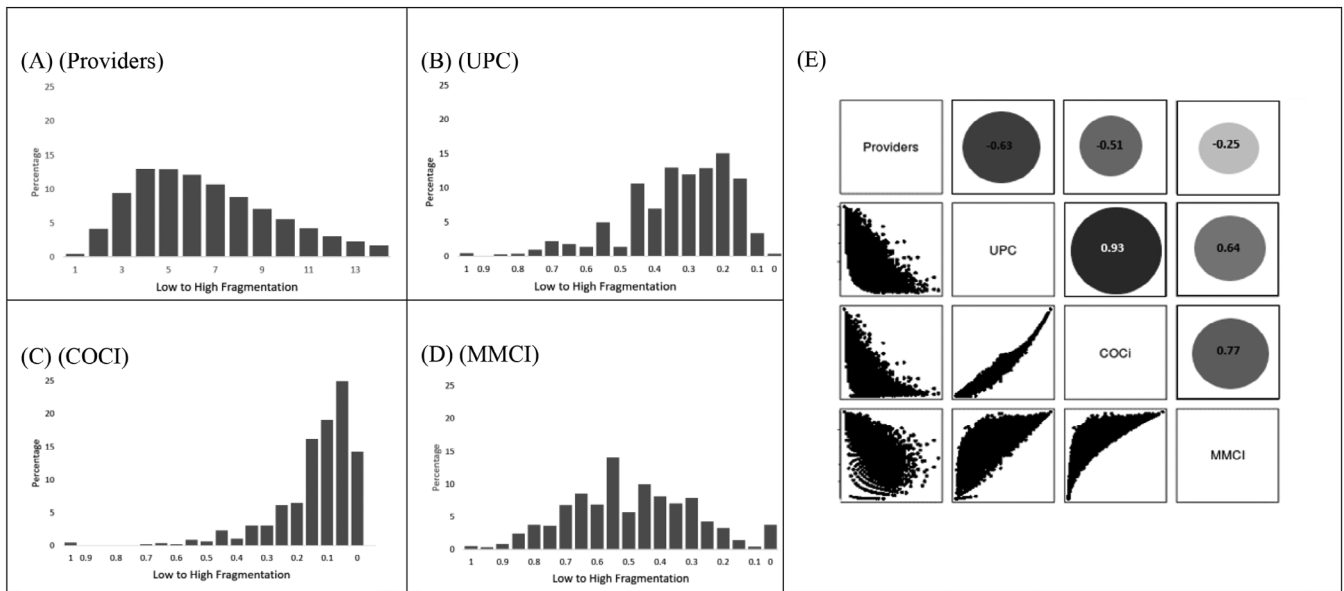 (A) (Providers)
25
20
15
10
5
0
Percentage
1 3 5 7 9 11 13
Low to High Fragmentation
(B) (UPC)
25
20
15
10
5
0
Percentage
1 0.9 0.8 0.7 0.6 0.5 0.4 0.3 0.2 0.1 0
Low to High Fragmentation
(C) (COCI)
25
20
15
10
5
0
Percentage
1 0.9 0.8 0.7 0.6 0.5 0.4 0.3 0.2 0.1 0
Low to High Fragmentation
(D) (MMCI)
25
20
15
10
5
0
Percentage
1 0.9 0.8 0.7 0.6 0.5 0.4 0.3 0.2 0.1 0
Low to High Fragmentation
(E)
Providers -0.63 -0.51 -0.25
UPC 0.93 0.64
COCi 0.77
MMCI